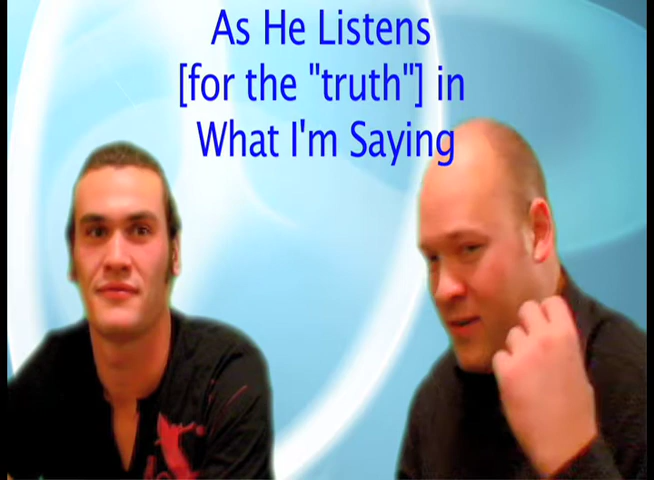 As He Listens
[for the "truth"] in
What I'm Saying